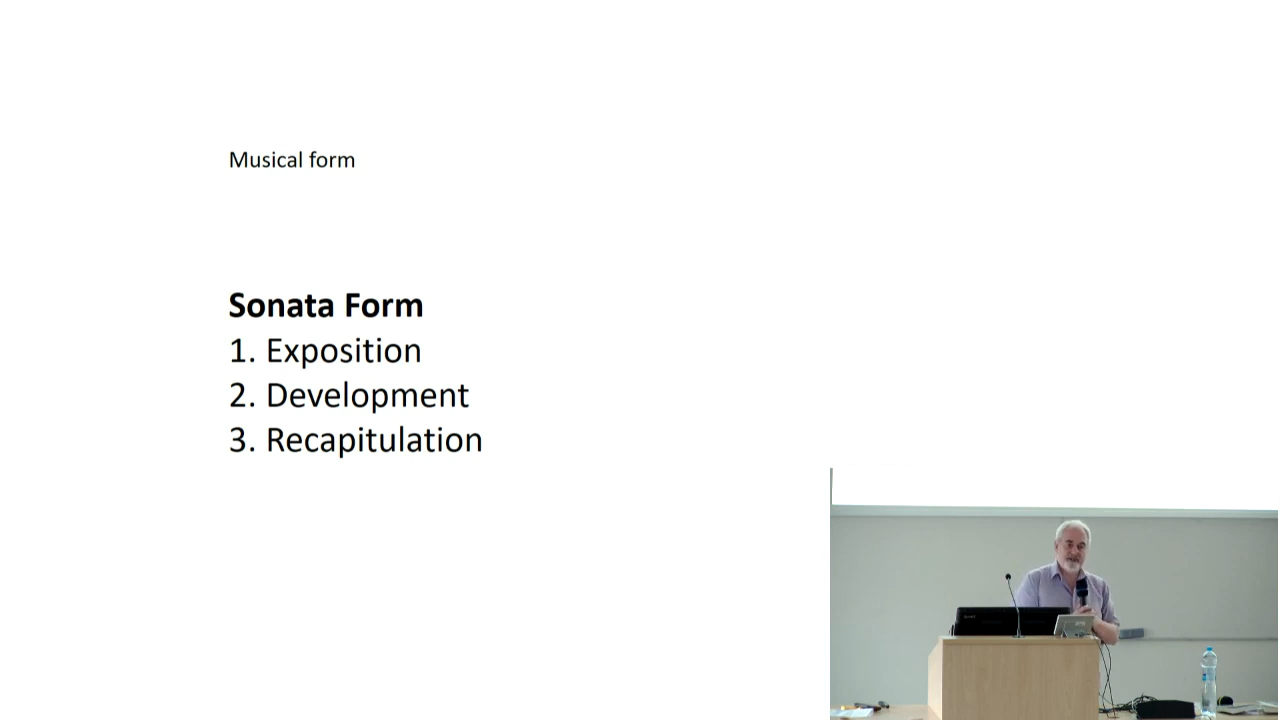 Musical form
Sonata Form
1. Exposition
2. Development
3. Recapitulation